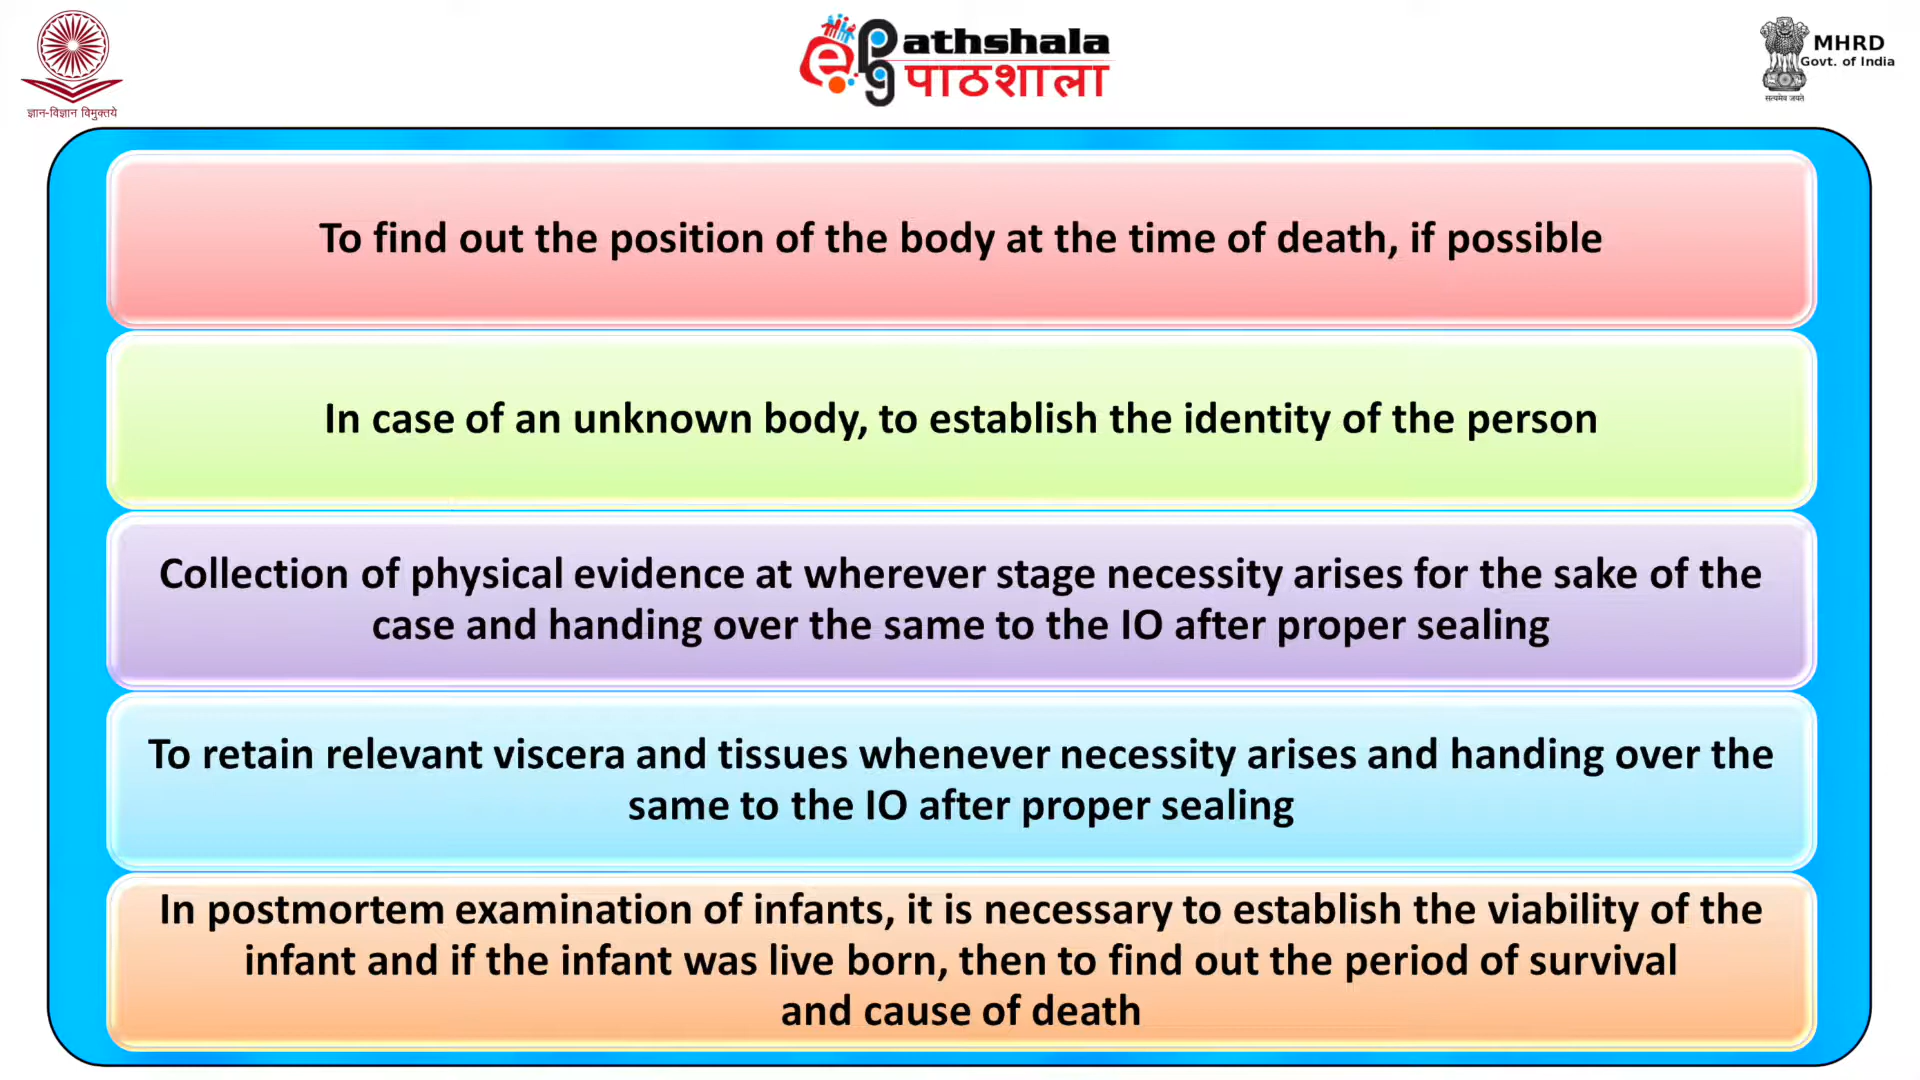 ज्ञान-विज्ञान विमुक्तये
ePg Pathshala
पाठशाला
MHRD
Govt. of India
सत्यमेव जयते
To find out the position of the body at the time of death, if possible
In case of an unknown body, to establish the identity of the person
Collection of physical evidence at wherever stage necessity arises for the sake of the
case and handing over the same to the IO after proper sealing
To retain relevant viscera and tissues whenever necessity arises and handing over the
same to the IO after proper sealing
In postmortem examination of infants, it is necessary to establish the viability of the
infant and if the infant was live born, then to find out the period of survival
and cause of death